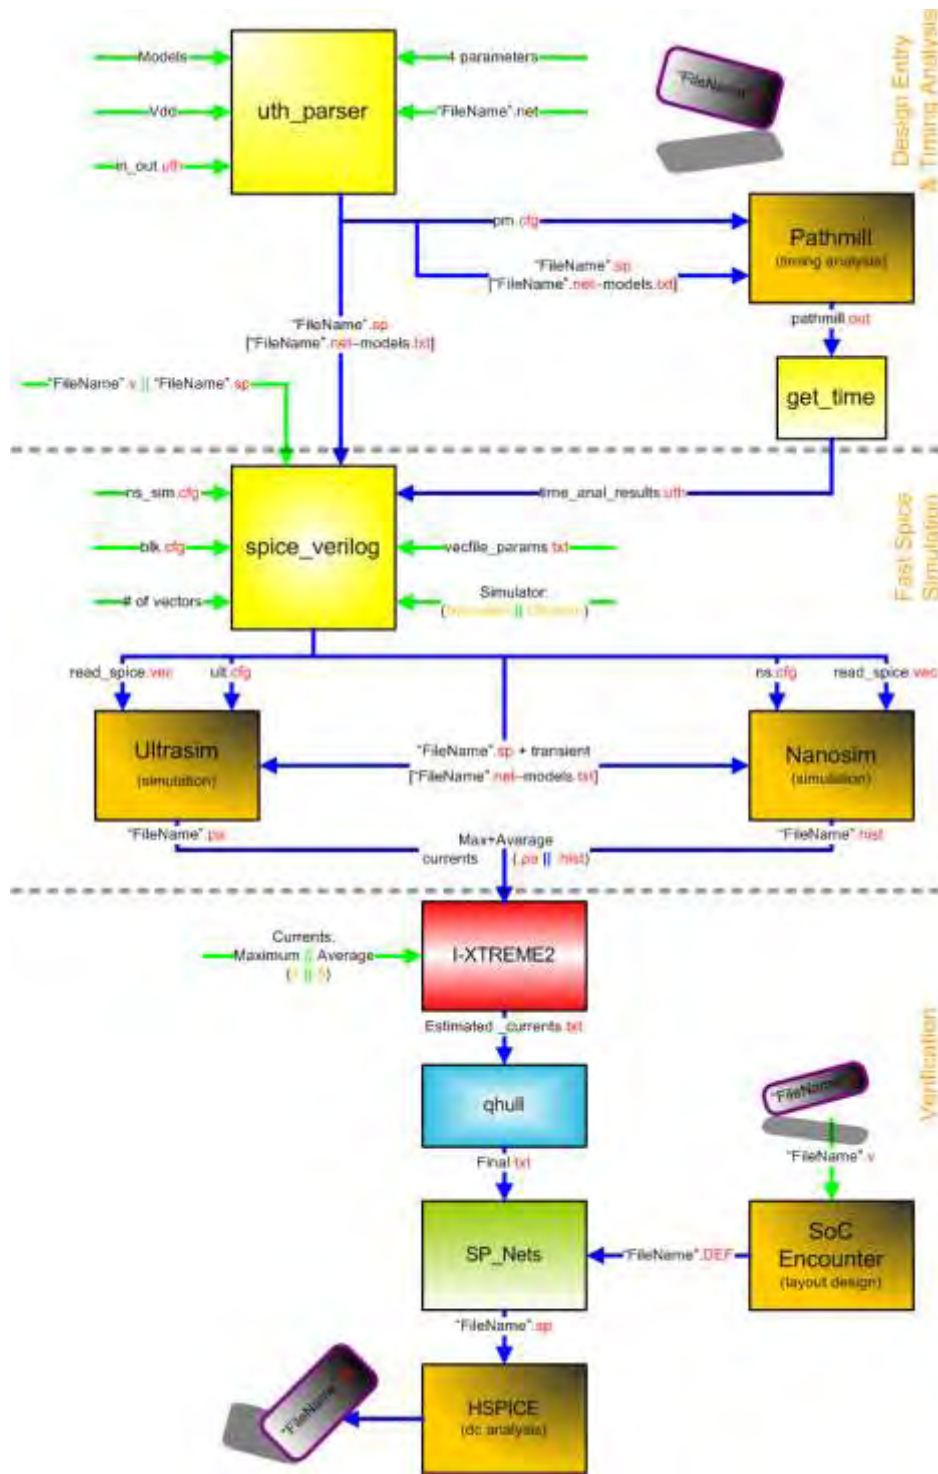 Models
Vdd
in_out.uth
uth_parser
4 parameters
"FileName".net
"FileName"
Design Entry
& Timing Analysis
pm.cfg
"FileName".sp
["FileName".net–models.txt]
Pathmill
(timing analysis)
pathmill.out
get_time
"FileName".sp
["FileName".net–models.txt]
"FileName".v || "FileName".sp
ns_sim.cfg
blk.cfg
# of vectors
spice_verilog
time_anal_results.uth
vecfile_params.txt
Simulator:
Fast Spice
Simulation
read_spice.vec
ult.cfg
ns.cfg
read_spice.vec
Ultrasim
(simulation)
"FileName".sp + transient
["FileName".net–models.txt]
Nanosim
(simulation)
"FileName".pa
Max+Average
currents (.pa || .hist)
"FileName".hist
Currents:
Maximum || Average
I-XTREME2
Estimated_currents.txt
qhull
Final.txt
Verification
"FileName"
"FileName".v
SP_Nets
"FileName".DEF
SoC
Encounter
(layout design)
"FileName".sp
HSPICE
(dc analysis)
"FileName"